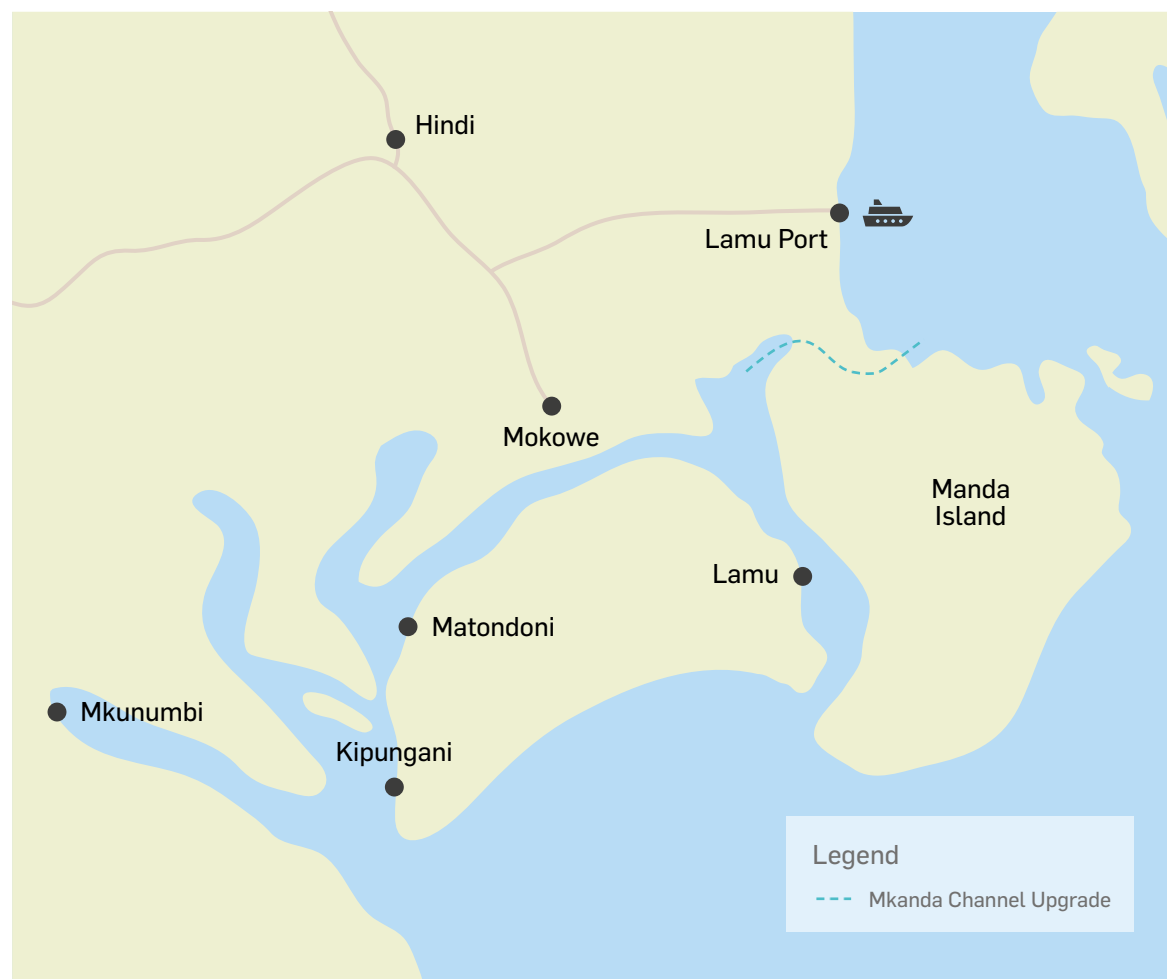 Hindi
Lamu Port
Mokowe
Manda
Island
Lamu
Matondoni
Mkunumbi
Kipungani
Legend
Mkanda Channel Upgrade